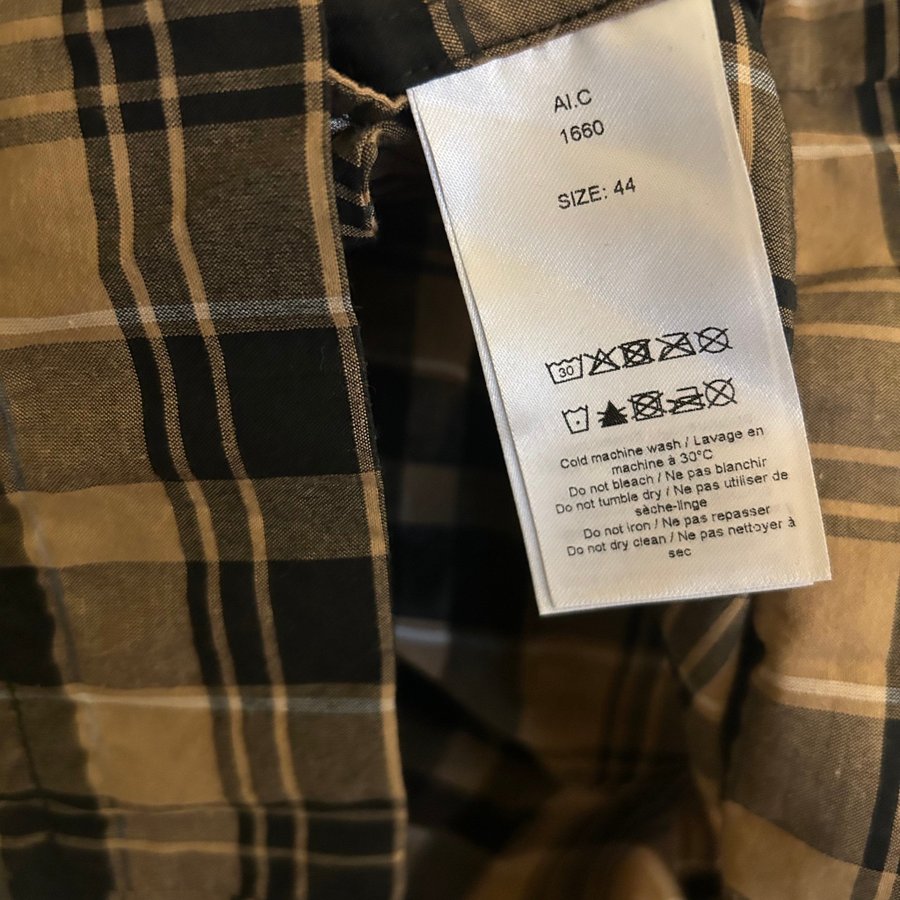 AI.C
1660
SIZE: 44
30
Cold machine wash / Lavage en
machine à 30°C
Do not bleach / Ne pas blanchir
Do not tumble dry / Ne pas utiliser de
sèche-linge
Do not iron / Ne pas repasser
Do not dry clean / Ne pas nettoyer à
sec